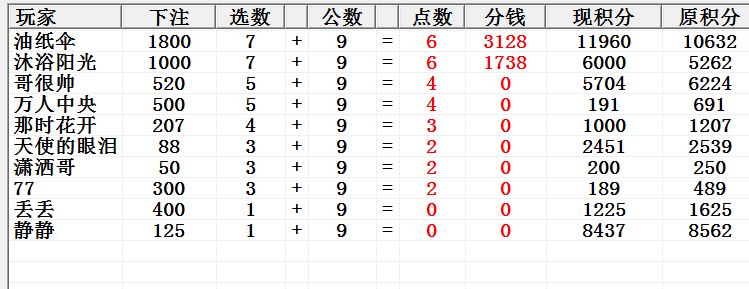 玩家 下注 选数 公数 点数 分钱 现积分 原积分
油纸伞 1800 7 + 9 = 6 3128 11960 10632
沐浴阳光 1000 7 + 9 = 6 1738 6000 5262
哥很帅 520 5 + 9 = 4 0 5704 6224
万人中央 500 5 + 9 = 4 0 191 691
那时花开 207 4 + 9 = 3 0 1000 1207
天使的眼泪 88 3 + 9 = 2 0 2451 2539
潇洒哥 50 3 + 9 = 2 0 200 250
77 300 3 + 9 = 2 0 189 489
丢丢 400 1 + 9 = 0 0 1225 1625
静静 125 1 + 9 = 0 0 8437 8562